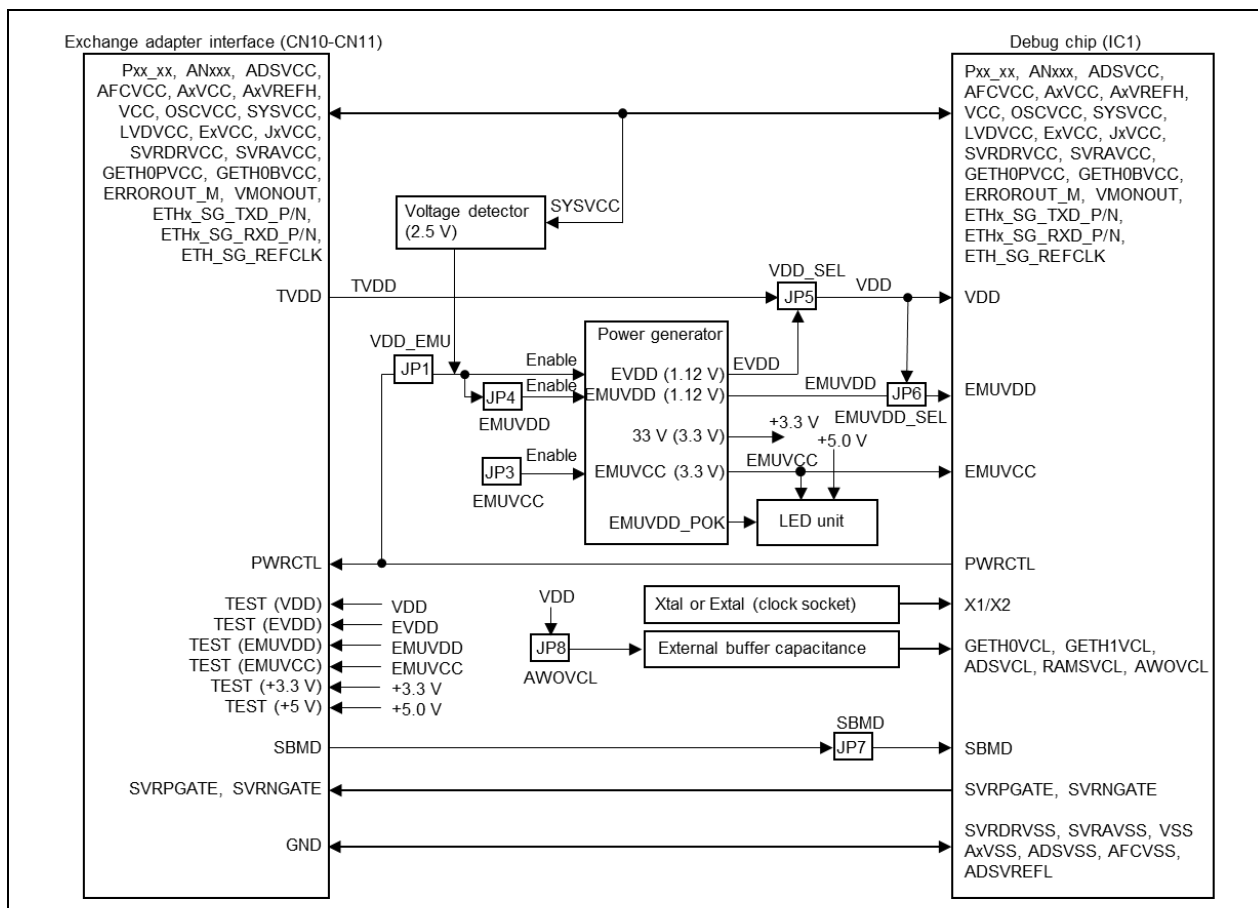 Exchange adapter interface (CN10-CN11)
Debug chip (IC1)
Pxx_xx, ANxxx, ADSVCC,
AFCVCC, AxVCC, AxVREFH,
VCC, OSCVCC, SYSVCC,
LVDVCC, ExVCC, JxVCC,
SVRDRVCC, SVRAVCC,
GETH0PVCC, GETH0BVCC,
ERROROUT_M, VMONOUT,
ETHx_SG_TXD_P/N,
ETHx_SG_RXD_P/N,
ETH_SG_REFCLK
Pxx_xx, ANxxx, ADSVCC,
AFCVCC, AxVCC, AxVREFH,
VCC, OSCVCC, SYSVCC,
LVDVCC, ExVCC, JxVCC,
SVRDRVCC, SVRAVCC,
GETH0PVCC, GETH0BVCC,
ERROROUT_M, VMONOUT,
ETHx_SG_TXD_P/N,
ETHx_SG_RXD_P/N,
ETH_SG_REFCLK
Voltage detector
(2.5 V)
SYSVCC
TVDD
TVDD
VDD_SEL
JP5
VDD
VDD
VDD_EMU
JP1
Enable
Power generator
EVDD (1.12 V)
EVDD
JP4
Enable
EMUVDD
EMUVDD (1.12 V)
EMUVDD
JP6
EMUVDD_SEL
EMUVDD
33 V (3.3 V)
+3.3 V
+5.0 V
JP3
Enable
EMUVCC
EMUVCC (3.3 V)
EMUVCC
EMUVCC
EMUVDD_POK
LED unit
PWRCTL
PWRCTL
TEST (VDD)
VDD
TEST (EVDD)
EVDD
TEST (EMUVDD)
EMUVDD
TEST (EMUVCC)
EMUVCC
TEST (+3.3 V)
+3.3 V
TEST (+5 V)
+5.0 V
VDD
JP8
AWOVCL
Xtal or Extal (clock socket)
X1/X2
External buffer capacitance
GETH0VCL, GETH1VCL,
ADSVCL, RAMSVCL, AWOVCL
SBMD
SBMD
JP7
SBMD
SVRPGATE, SVRNGATE
SVRPGATE, SVRNGATE
GND
SVRDRVSS, SVRAVSS, VSS
AxVSS, ADSVSS, AFCVSS,
ADSVREFL